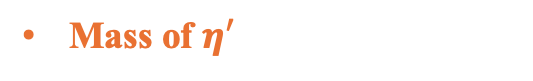 • Mass of η′